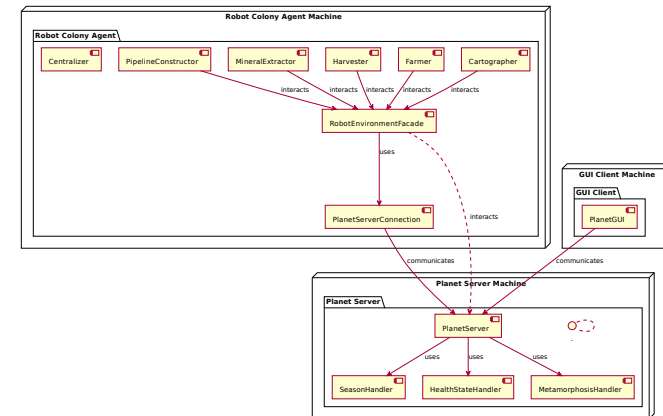 Robot Colony Agent Machine
Robot Colony Agent
Centralizer
PipelineConstructor
MineralExtractor
Harvester
Farmer
Cartographer
interacts
interacts
interacts
interacts
interacts
RobotEnvironmentFacade
uses
GUI Client Machine
GUI Client
PlanetServerConnection
interacts
PlanetGUI
communicates
communicates
Planet Server Machine
Planet Server
PlanetServer
.
uses
uses
uses
SeasonHandler
HealthStateHandler
MetamorphosisHandler